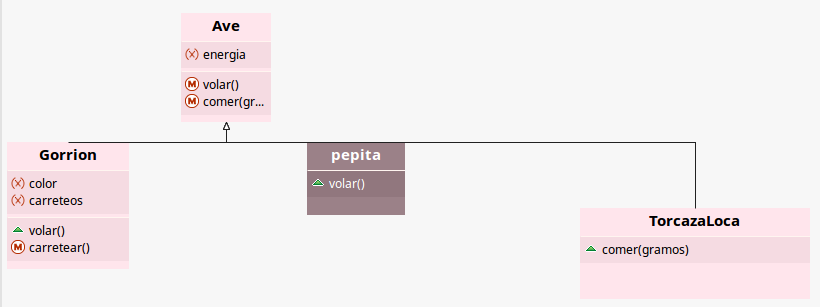 Ave
(x) energia
M volar()
M comer(gr...
Gorrion
(x) color
(x) carreteos
volar()
M carretear()
pepita
volar()
TorcazaLoca
comer(gramos)